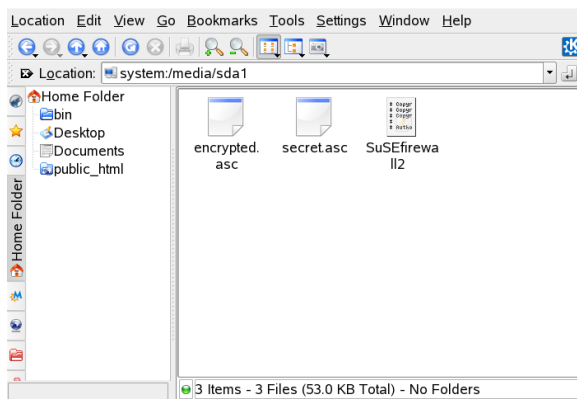 Location Edit View Go Bookmarks Tools Settings Window Help
Location: system:/media/sda1
Home Folder
bin
Desktop
Documents
public_html
Home Folder
encrypted.
asc
secret.asc
SuSEfirewa
ll2
3 Items - 3 Files (53.0 KB Total) - No Folders